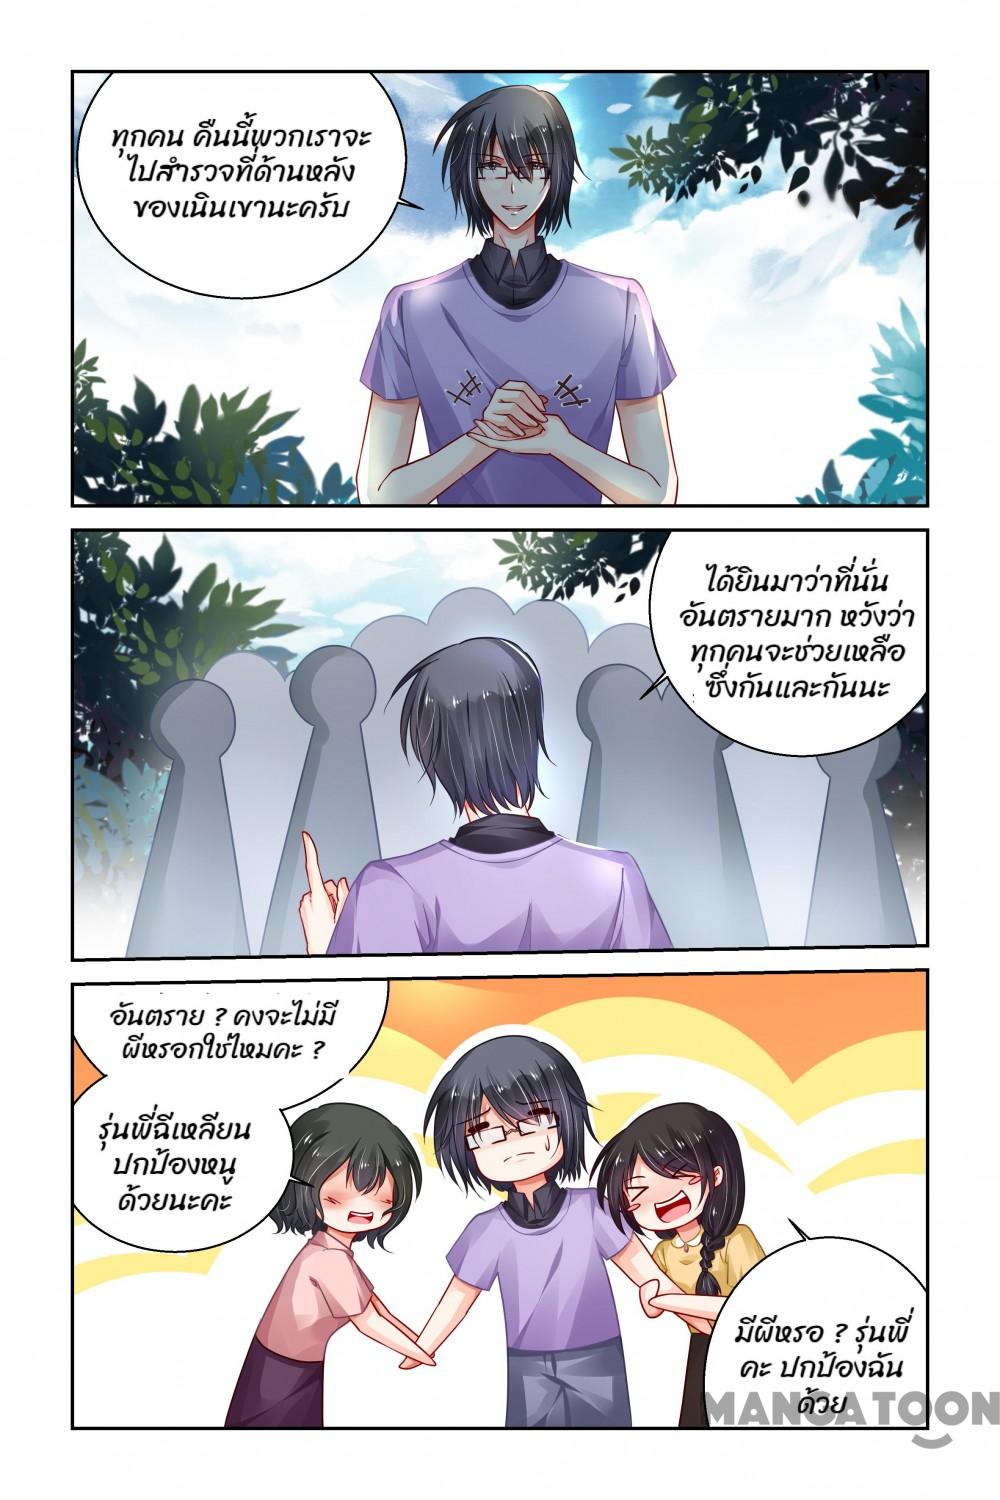 ทุกคน คืนนี้พวกเราจะ
ไปสำรวจที่ด้านหลัง
ของเนินเขานะครับ
ได้ยินมาว่าที่นั่น
อันตรายมาก หวังว่า
ทุกคนจะช่วยเหลือ
ซึ่งกันและกันนะ
อันตราย ? คงจะไม่มี
ผีหรอกใช่ไหมคะ ?
รุ่นพี่ฉีเหลียน
ปกป้องหนู
ด้วยนะคะ
มีผีหรอ ? รุ่นพี่
คะ ปกป้องฉัน
ด้วย
MANGATOON